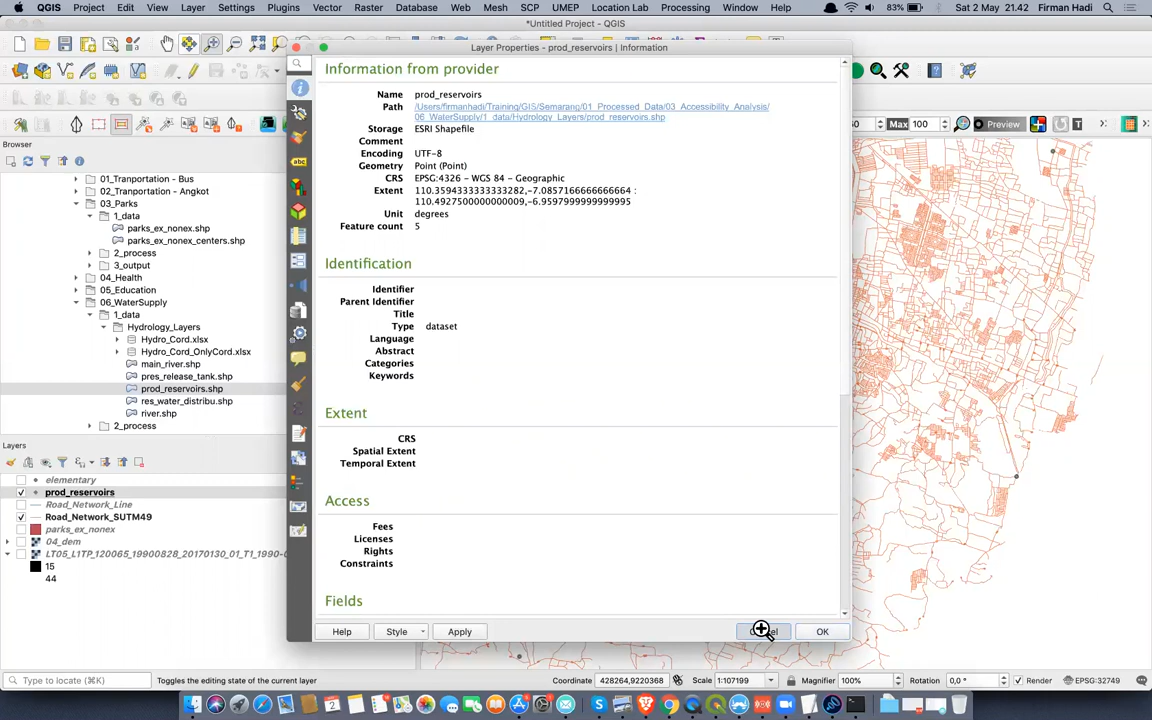 QGIS Project Edit View Layer Settings Plugins Vector Raster Database Web Mesh SCP UMEP Location Lab Processing Window Help 83% Sat 2 May 21.42 Firman Hadi
*Untitled Project - QGIS
Layer Properties - prod_reservoirs | Information
Max 100 Preview
Browser
01_Tranportation - Bus
02_Tranportation - Angkot
03_Parks
1_data
parks_ex_nonex.shp
parks_ex_nonex_centers.shp
2_process
3_output
04_Health
05_Education
06_WaterSupply
1_data
Hydrology_Layers
Hydro_Cord.xlsx
Hydro_Cord_OnlyCord.xlsx
main_river.shp
pres_release_tank.shp
prod_reservoirs.shp
res_water_distribu.shp
river.shp
2_process
Layers
elementary
prod_reservoirs
Road_Network_Line
Road_Network_SUTM49
parks_ex_nonex
04_dem
LT05_L1TP_120065_19900828_20170130_01_T1_1990-0
15
44
Information from provider
Name prod_reservoirs
Path /Users/firmanhadi/Training/GIS/Semarang/01_Processed_Data/03_Accessibility_Analysis/
06_WaterSupply/1_data/Hydrology_Layers/prod_reservoirs.shp
Storage ESRI Shapefile
Comment
Encoding UTF-8
Geometry Point (Point)
CRS EPSG:4326 - WGS 84 - Geographic
Extent 110.3594333333333282,-7.0857166666666664 :
110.4927500000000009,-6.9597999999999995
Unit degrees
Feature count 5
Identification
Identifier
Parent Identifier
Title
Type dataset
Language
Abstract
Categories
Keywords
Extent
CRS
Spatial Extent
Temporal Extent
Access
Fees
Licenses
Rights
Constraints
Fields
Help Style Apply OK
Type to locate (⌘K) Toggles the editing state of the current layer Coordinate 428264,9220368 Scale 1:107199 Magnifier 100% Rotation 0,0 ° Render EPSG:32749